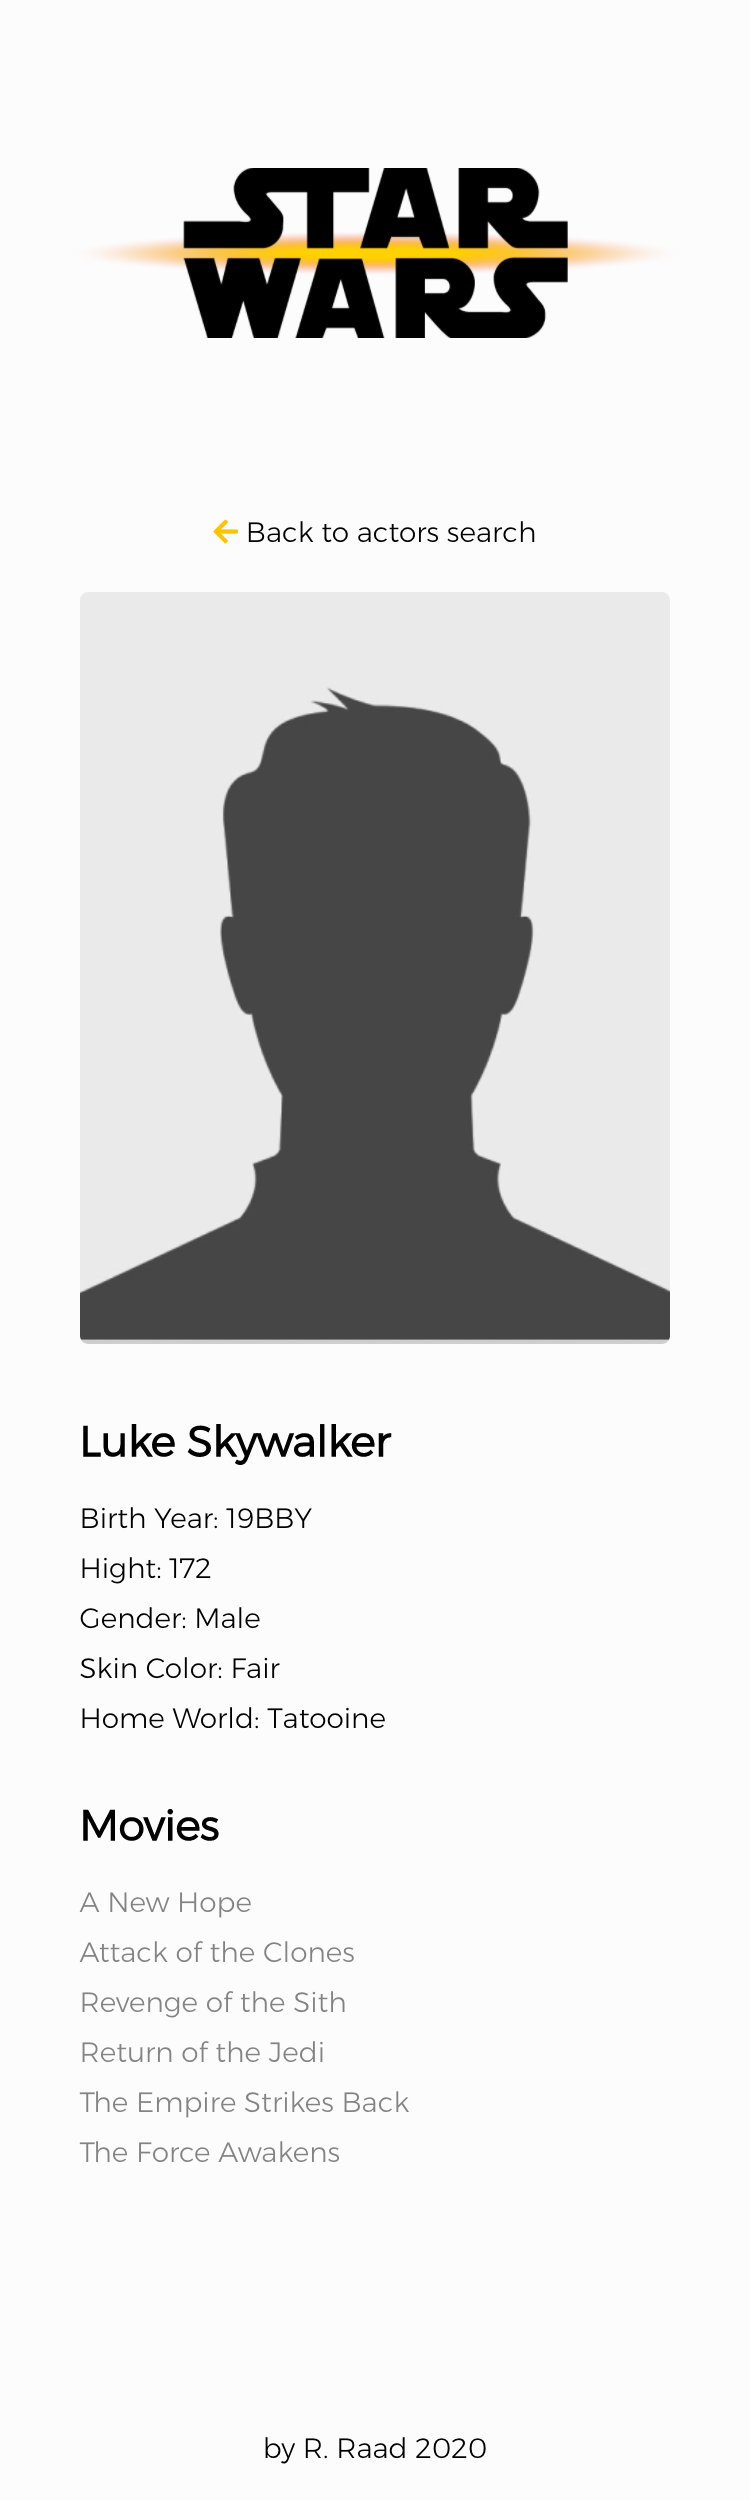 STAR
WARS
Back to actors search
Luke Skywalker
Birth Year: 19BBY
Hight: 172
Gender: Male
Skin Color: Fair
Home World: Tatooine
Movies
A New Hope
Attack of the Clones
Revenge of the Sith
Return of the Jedi
The Empire Strikes Back
The Force Awakens
by R. Raad 2020